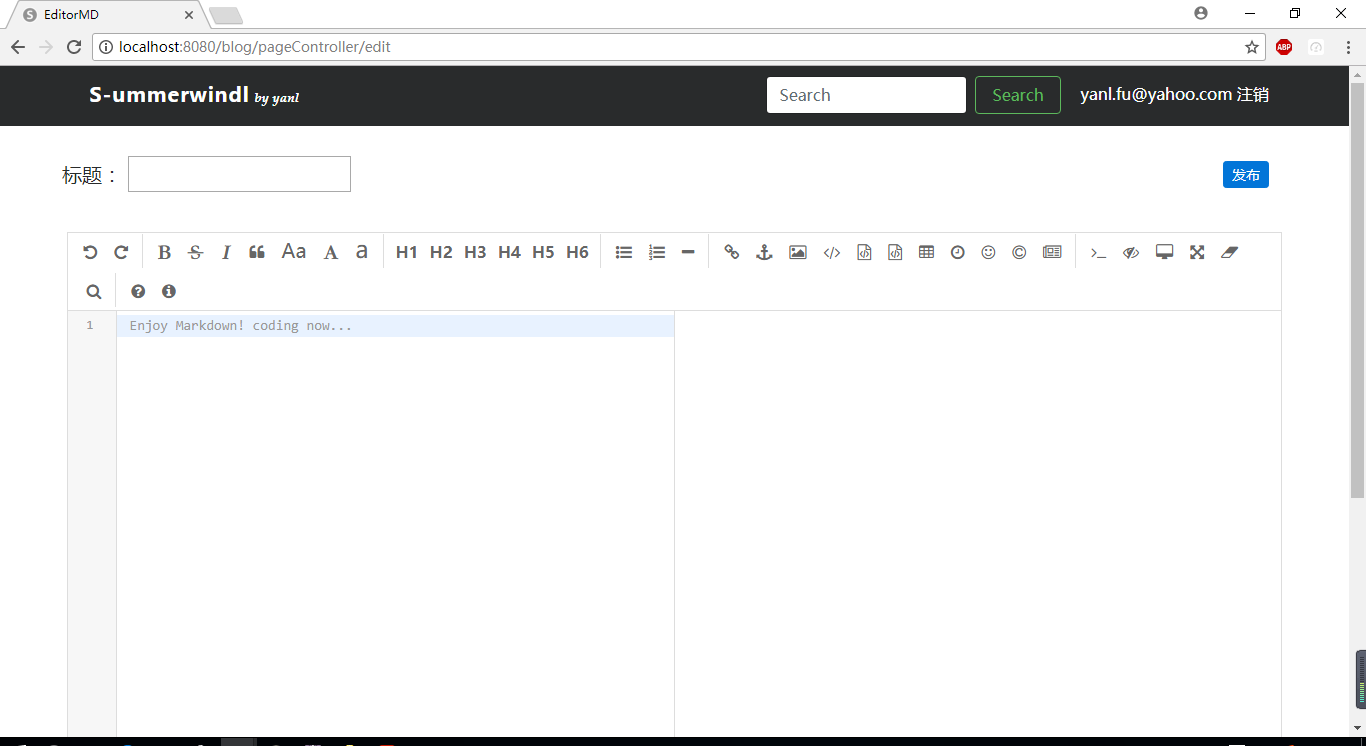 EditorMD
localhost:8080/blog/pageController/edit
ABP
S-ummerwindl by yanl Search Search yanl.fu@yahoo.com 注销
标题： 发布
B S I Aa A a H1 H2 H3 H4 H5 H6
1 Enjoy Markdown! coding now...